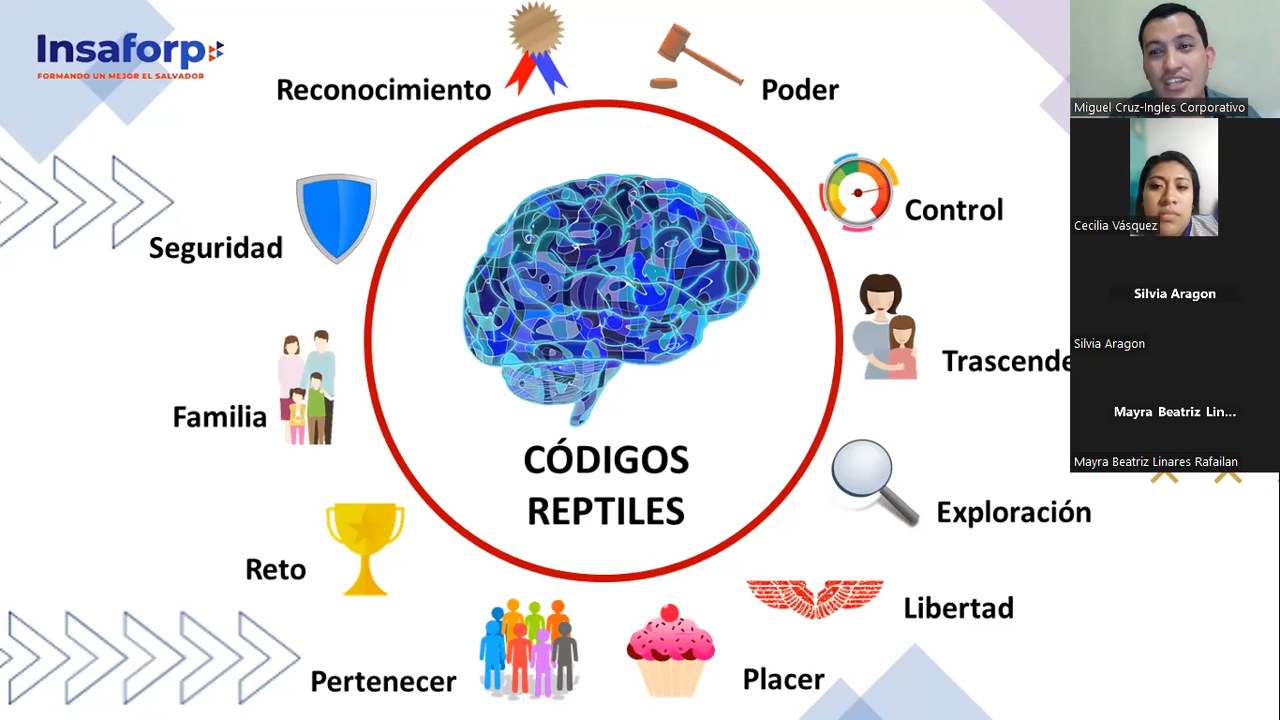 Insaforp
FORMANDO UN MEJOR EL SALVADOR
Reconocimiento
Poder
Seguridad
Control
Familia
Trascende
Exploración
Reto
Libertad
Pertenecer
Placer
CÓDIGOS
REPTILES
Miguel Cruz-Ingles Corporativo
Cecilia Vásquez
Silvia Aragon
Silvia Aragon
Mayra Beatriz Lin...
Mayra Beatriz Linares Rafailan